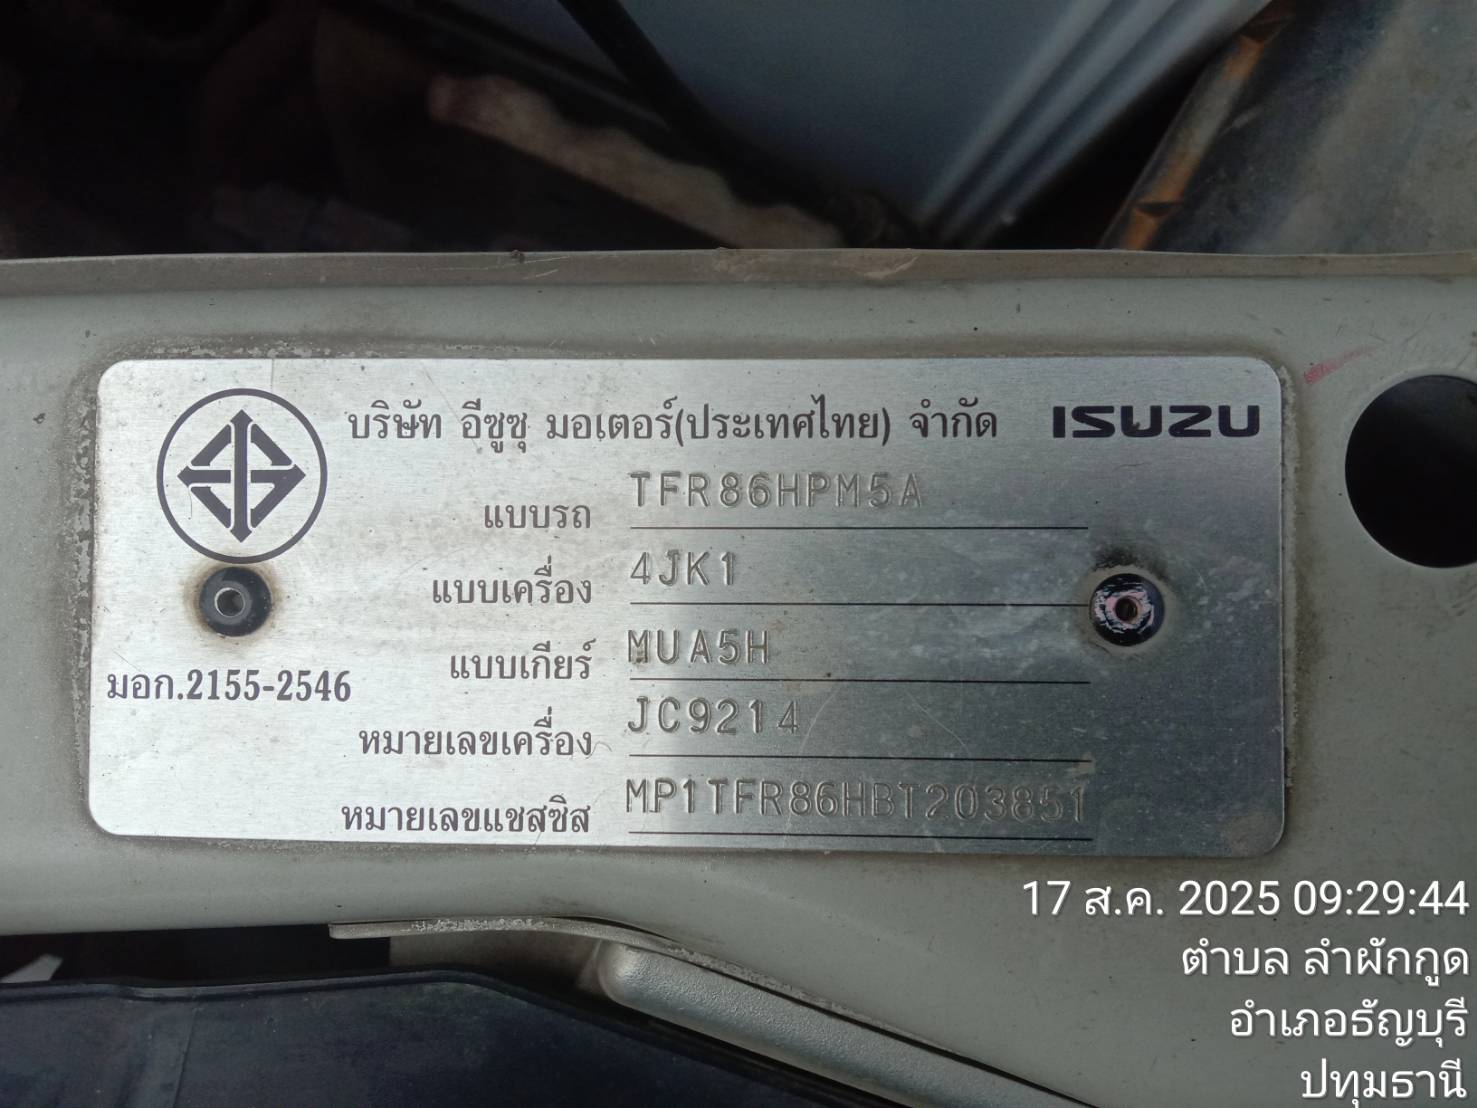 บริษัท อีซูซุ มอเตอร์(ประเทศไทย) จำกัด ISUZU
แบบรถ TFR86HPM5A
แบบเครื่อง 4JK1
แบบเกียร์ MUA5H
มอก.2155-2546
หมายเลขเครื่อง JC9214
หมายเลขแชสซิส MP1TFR86HBT203851
17 ส.ค. 2025 09:29:44
ตำบล ลำผักกูด
อำเภอธัญบุรี
ปทุมธานี